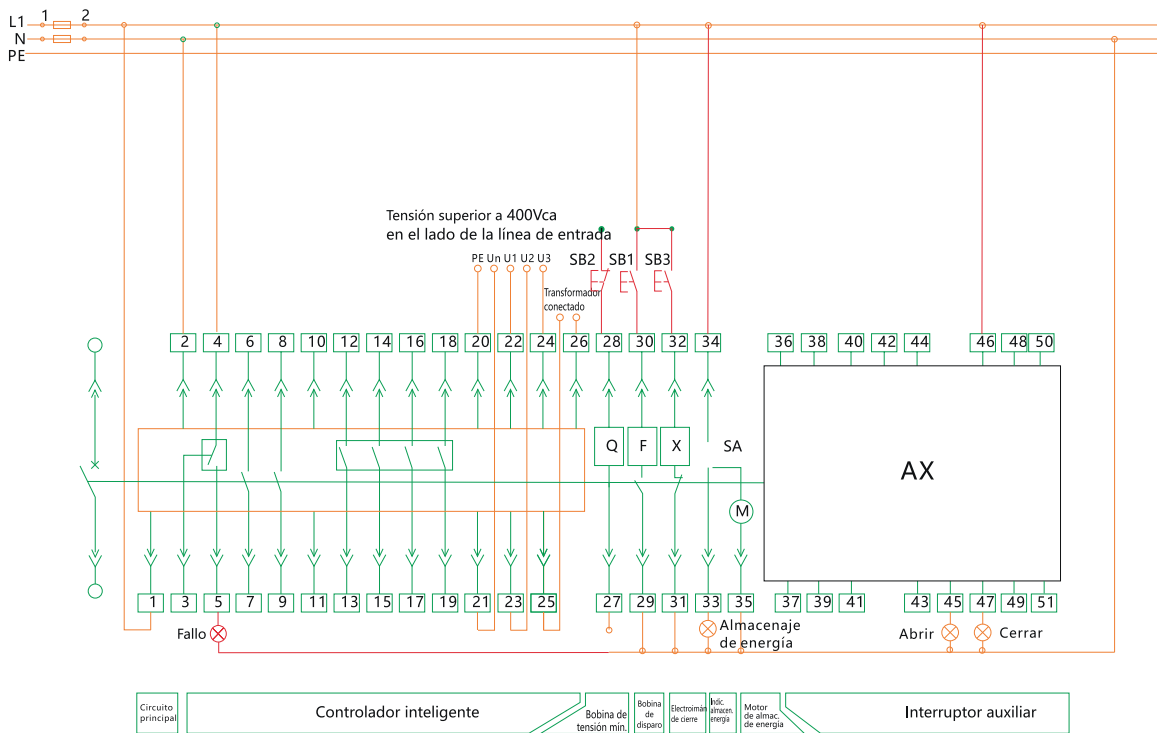 L1 1 2
N
PE
Tensión superior a 400Vca
en el lado de la línea de entrada
PE Un U1 U2 U3
SB2 SB1 SB3
Transformador
conectado
2 4 6 8 10 12 14 16 18 20 22 24 26 28 30 32 34 36 38 40 42 44 46 48 50
Q F X SA
AX
M
1 3 5 7 9 11 13 15 17 19 21 23 25 27 29 31 33 35 37 39 41 43 45 47 49 51
Fallo
Almacenaje
de energía
Abrir
Cerrar
Circuito
principal
Controlador inteligente
Bobina de
tensión mín.
Bobina
de
disparo
Electroimán
de cierre
Indic.
almacen.
energía
Motor
de almac.
de energía
Interruptor auxiliar